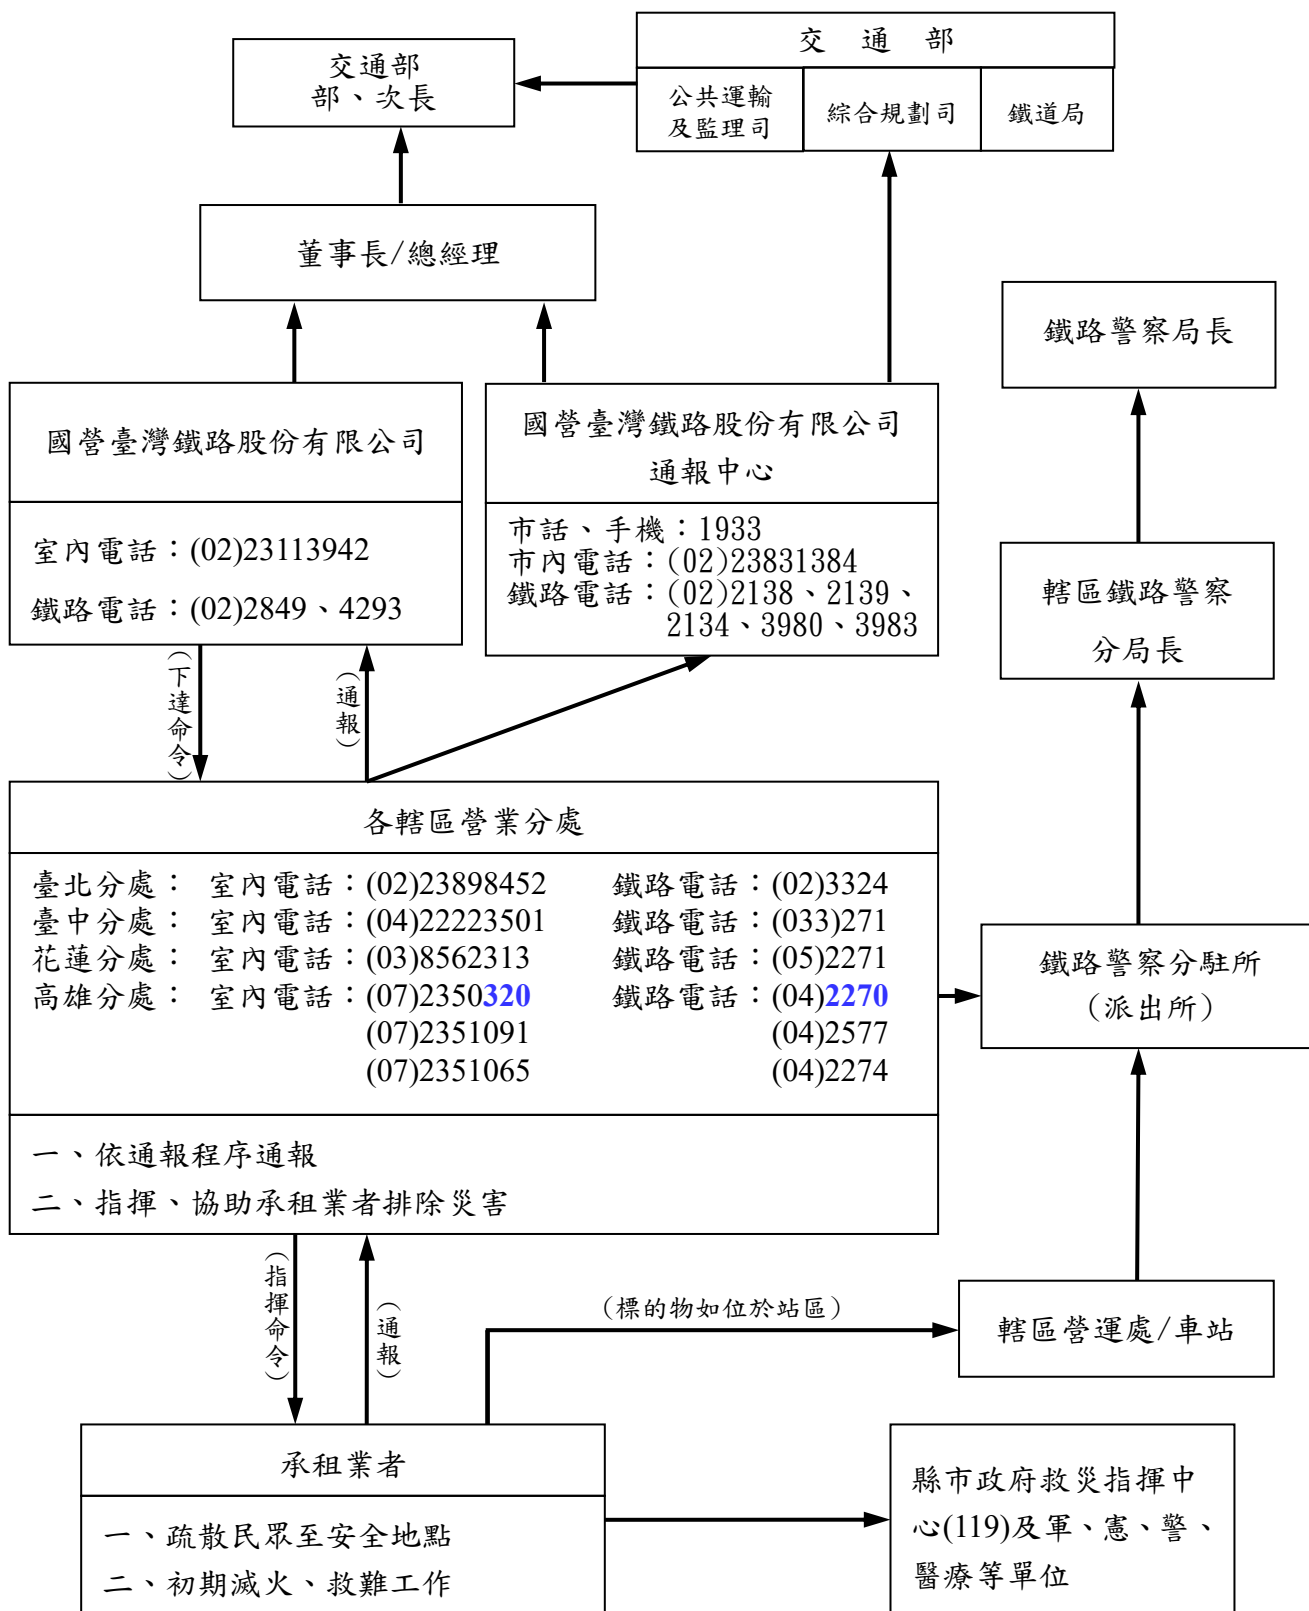 交通部
部、次長
交通部
公共運輸
及監理司
綜合規劃司
鐵道局
董事長/總經理
鐵路警察局長
國營臺灣鐵路股份有限公司
室內電話：(02)23113942
鐵路電話：(02)2849、4293
國營臺灣鐵路股份有限公司
通報中心
市話、手機：1933
市內電話：(02)23831384
鐵路電話：(02)2138、2139、
2134、3980、3983
轄區鐵路警察
分局長
（下達命令）
（通報）
各轄區營業分處
臺北分處： 室內電話：(02)23898452 鐵路電話：(02)3324
臺中分處： 室內電話：(04)22223501 鐵路電話：(033)271
花蓮分處： 室內電話：(03)8562313 鐵路電話：(05)2271
高雄分處： 室內電話：(07)2350320 鐵路電話：(04)2270
(07)2351091 (04)2577
(07)2351065 (04)2274
一、依通報程序通報
二、指揮、協助承租業者排除災害
鐵路警察分駐所
（派出所）
（指揮命令）
（通報）
（標的物如位於站區）
轄區營運處/車站
承租業者
一、疏散民眾至安全地點
二、初期滅火、救難工作
縣市政府救災指揮中
心(119)及軍、憲、警、
醫療等單位